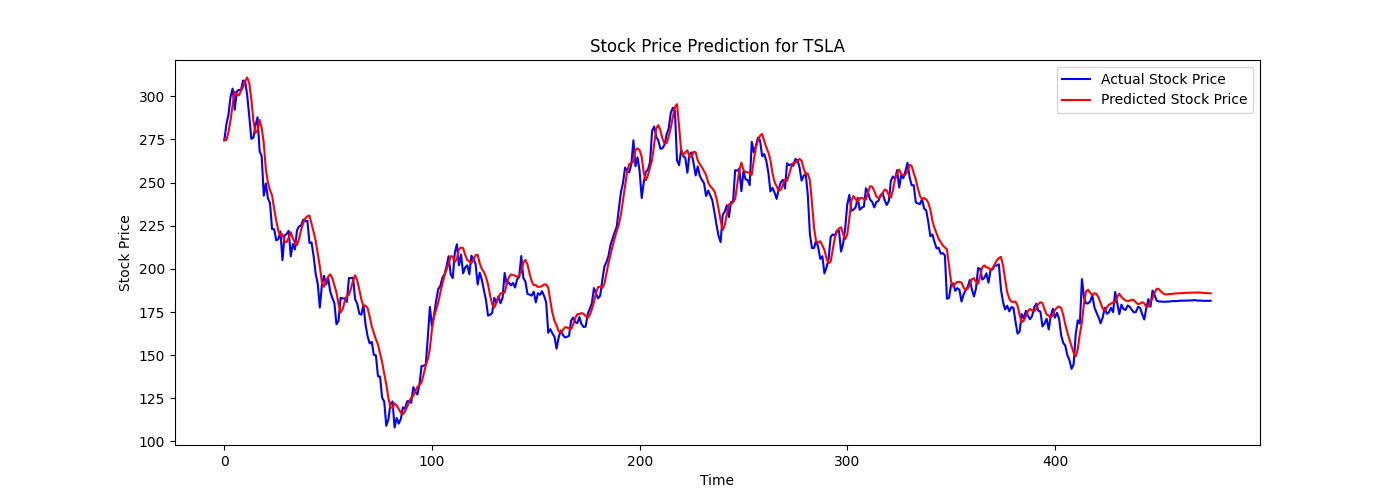 Stock Price Prediction for TSLA
Actual Stock Price
Predicted Stock Price
Stock Price
300
275
250
225
200
175
150
125
100
0 100 200 300 400
Time